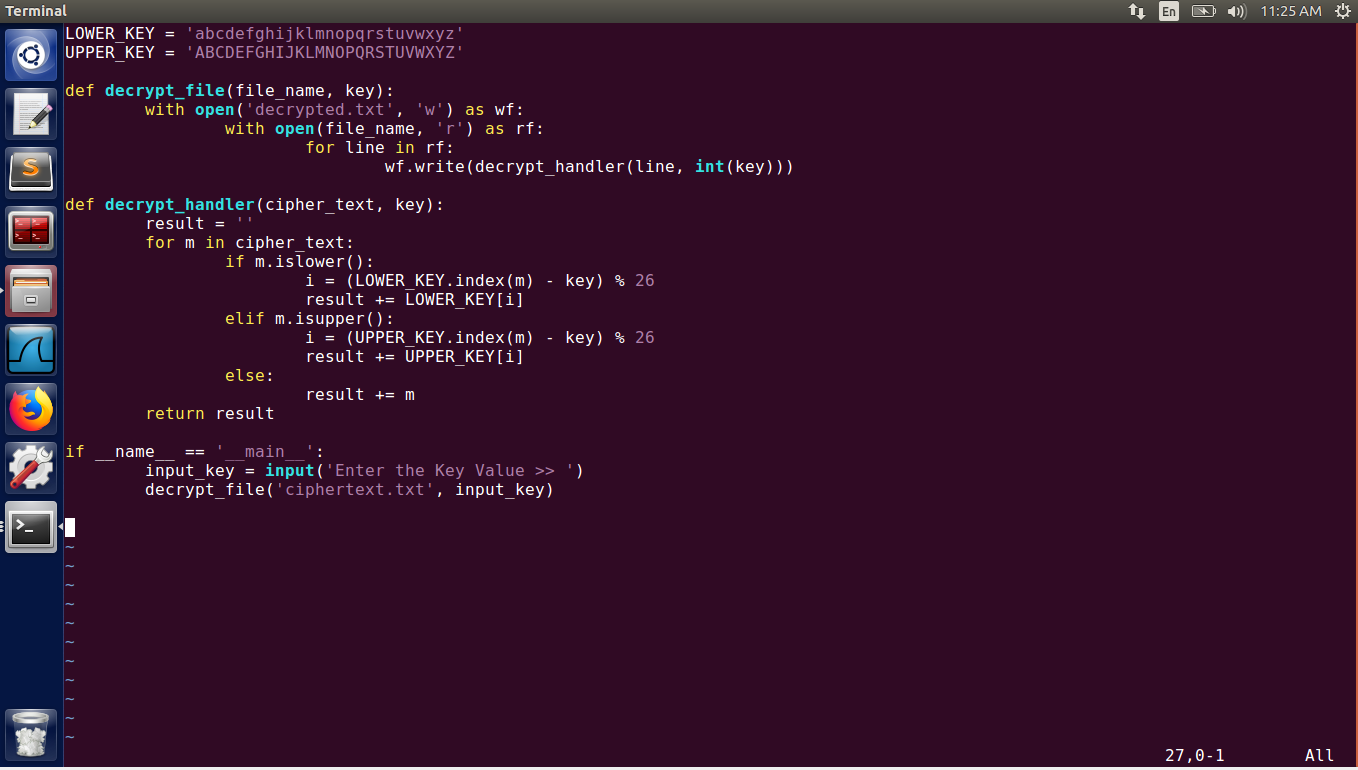 Terminal
En
11:25 AM
LOWER_KEY = 'abcdefghijklmnopqrstuvwxyz'
UPPER_KEY = 'ABCDEFGHIJKLMNOPQRSTUVWXYZ'

def decrypt_file(file_name, key):
        with open('decrypted.txt', 'w') as wf:
                with open(file_name, 'r') as rf:
                        for line in rf:
                                wf.write(decrypt_handler(line, int(key)))

def decrypt_handler(cipher_text, key):
        result = ''
        for m in cipher_text:
                if m.islower():
                        i = (LOWER_KEY.index(m) - key) % 26
                        result += LOWER_KEY[i]
                elif m.isupper():
                        i = (UPPER_KEY.index(m) - key) % 26
                        result += UPPER_KEY[i]
                else:
                        result += m
        return result

if __name__ == '__main__':
        input_key = input('Enter the Key Value >> ')
        decrypt_file('ciphertext.txt', input_key)

~
~
~
~
~
~
~
~
~
~
~
27,0-1 All